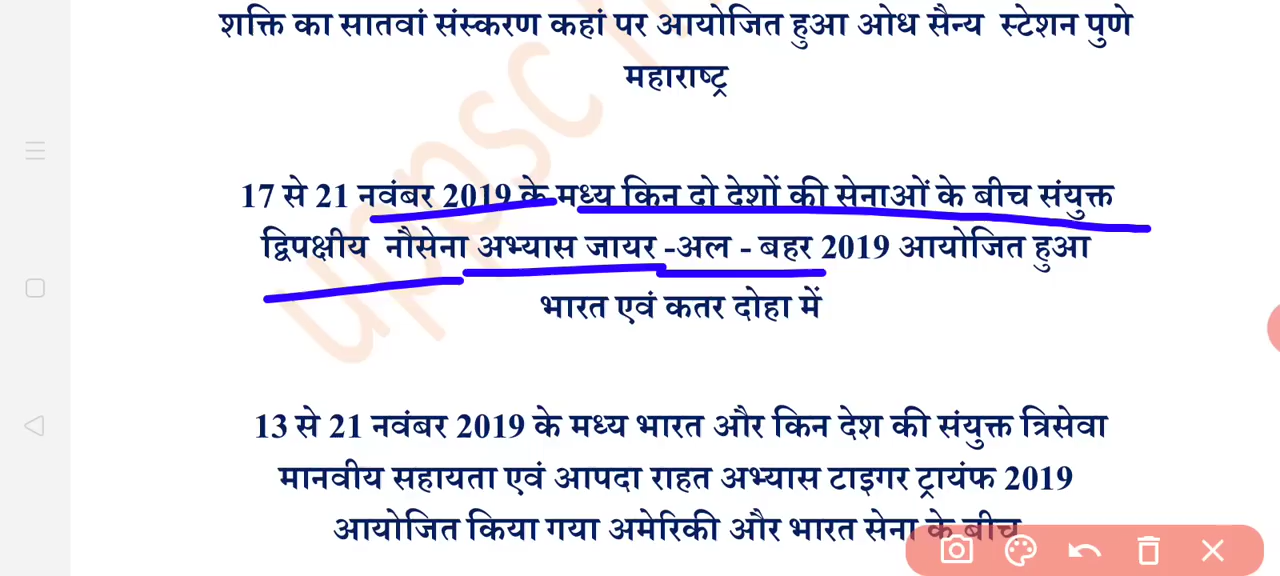 शक्ति का सातवां संस्करण कहां पर आयोजित हुआ ओध सैन्य स्टेशन पुणे
महाराष्ट्र
17 से 21 नवंबर 2019 के मध्य किन दो देशों की सेनाओं के बीच संयुक्त
द्विपक्षीय नौसेना अभ्यास जायर -अल - बहर 2019 आयोजित हुआ
भारत एवं कतर दोहा में
13 से 21 नवंबर 2019 के मध्य भारत और किन देश की संयुक्त त्रिसेवा
मानवीय सहायता एवं आपदा राहत अभ्यास टाइगर ट्रायंफ 2019
आयोजित किया गया अमेरिकी और भारत सेना के बीच
uppsc